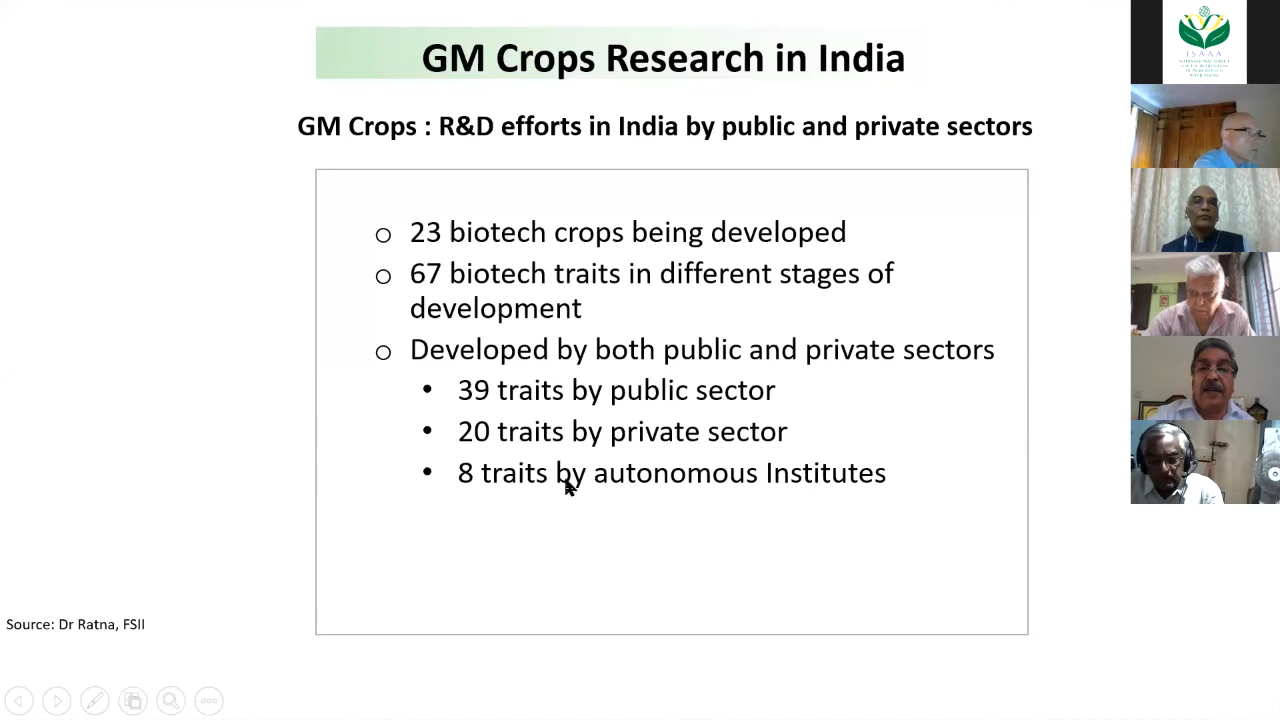 GM Crops Research in India
GM Crops : R&D efforts in India by public and private sectors
o 23 biotech crops being developed
o 67 biotech traits in different stages of
development
o Developed by both public and private sectors
• 39 traits by public sector
• 20 traits by private sector
• 8 traits by autonomous Institutes
Source: Dr Ratna, FSII
ISAAA